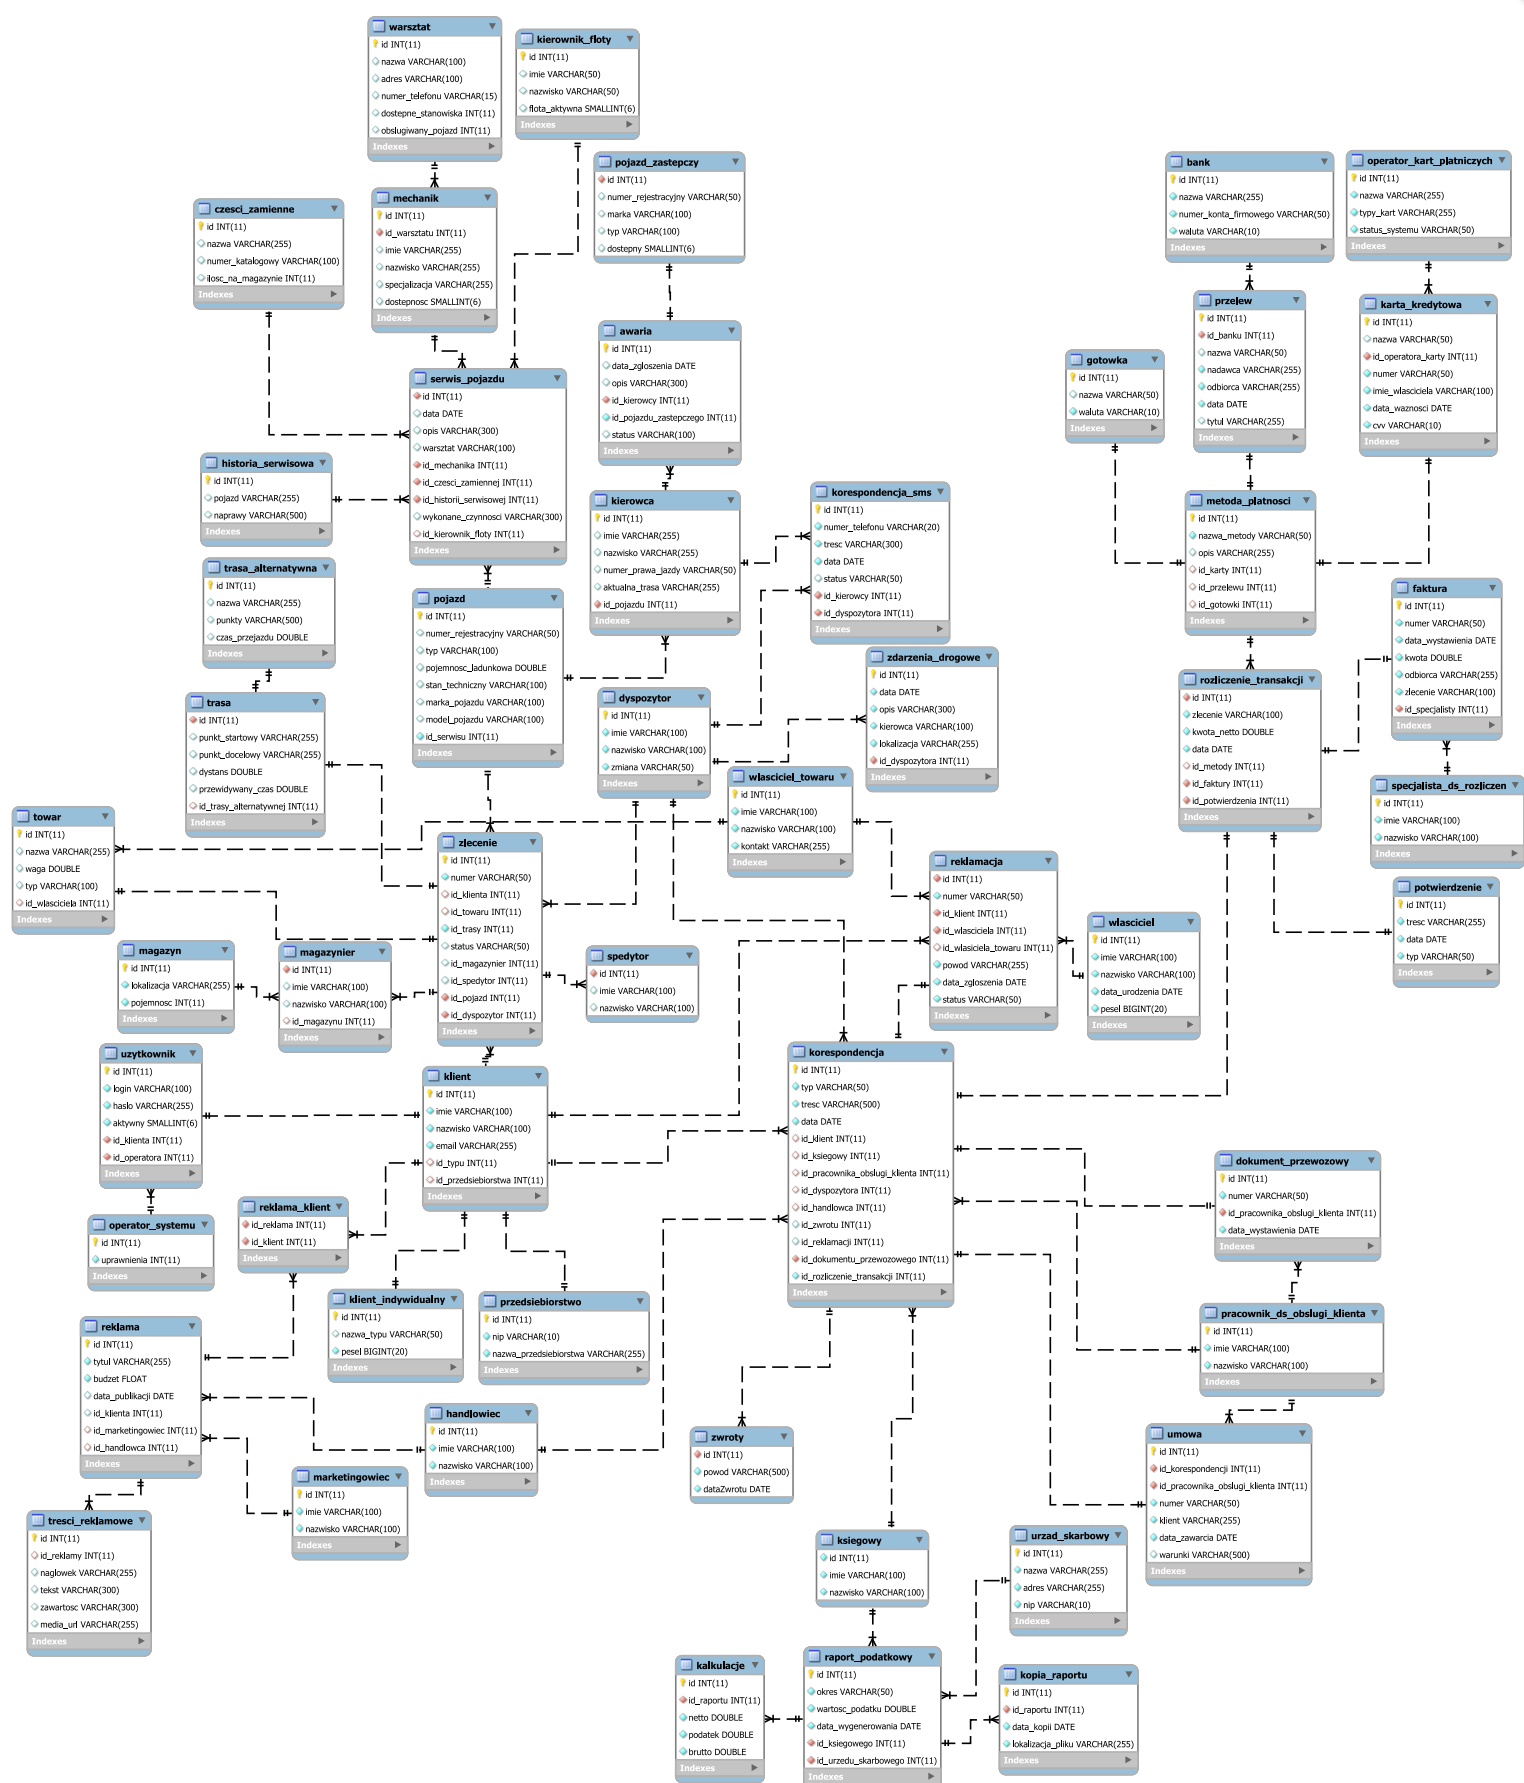 warsztat
id INT(11)
nazwa VARCHAR(100)
adres VARCHAR(100)
numer_telefonu VARCHAR(15)
dostepne_stanowiska INT(11)
obslugiwany_pojazd INT(11)
Indexes
kierownik_floty
id INT(11)
imie VARCHAR(50)
nazwisko VARCHAR(50)
flota_aktywna SMALLINT(6)
Indexes
pojazd_zastepczy
id INT(11)
numer_rejestracyjny VARCHAR(50)
marka VARCHAR(100)
typ VARCHAR(100)
dostepny SMALLINT(6)
Indexes
bank
id INT(11)
nazwa VARCHAR(255)
numer_konta_firmowego VARCHAR(50)
waluta VARCHAR(10)
Indexes
operator_kart_platniczych
id INT(11)
nazwa VARCHAR(255)
typy_kart VARCHAR(255)
status_systemu VARCHAR(50)
Indexes
czesci_zamienne
id INT(11)
nazwa VARCHAR(255)
numer_katalogowy VARCHAR(100)
ilosc_na_magazynie INT(11)
Indexes
mechanik
id INT(11)
id_warsztatu INT(11)
imie VARCHAR(255)
nazwisko VARCHAR(255)
specjalizacja VARCHAR(255)
dostepnosc SMALLINT(6)
Indexes
przelew
id INT(11)
id_banku INT(11)
nazwa VARCHAR(50)
nadawca VARCHAR(255)
odbiorca VARCHAR(255)
data DATE
tytul VARCHAR(255)
Indexes
karta_kredytowa
id INT(11)
nazwa VARCHAR(50)
id_operatora_karty INT(11)
numer VARCHAR(50)
imie_wlasciciela VARCHAR(100)
data_waznosci DATE
cvv VARCHAR(10)
Indexes
awaria
id INT(11)
data_zgloszenia DATE
opis VARCHAR(300)
id_kierowcy INT(11)
id_pojazdu_zastepczego INT(11)
status VARCHAR(100)
Indexes
gotowka
id INT(11)
nazwa VARCHAR(50)
waluta VARCHAR(10)
Indexes
serwis_pojazdu
id INT(11)
data DATE
opis VARCHAR(300)
warsztat VARCHAR(100)
id_mechanika INT(11)
id_czesci_zamiennej INT(11)
id_historii_serwisowej INT(11)
wykonane_czynnosci VARCHAR(300)
id_kierownik_floty INT(11)
Indexes
historia_serwisowa
id INT(11)
pojazd VARCHAR(255)
naprawy VARCHAR(500)
Indexes
kierowca
id INT(11)
imie VARCHAR(255)
nazwisko VARCHAR(255)
numer_prawa_jazdy VARCHAR(50)
aktualna_trasa VARCHAR(255)
id_pojazdu INT(11)
Indexes
korespondencja_sms
id INT(11)
numer_telefonu VARCHAR(20)
tresc VARCHAR(300)
data DATE
status VARCHAR(50)
id_kierowcy INT(11)
id_dyspozytora INT(11)
Indexes
metoda_platnosci
id INT(11)
nazwa_metody VARCHAR(50)
opis VARCHAR(255)
id_karty INT(11)
id_przelewu INT(11)
id_gotowki INT(11)
Indexes
trasa_alternatywna
id INT(11)
nazwa VARCHAR(255)
punkty VARCHAR(500)
czas_przejazdu DOUBLE
Indexes
pojazd
id INT(11)
numer_rejestracyjny VARCHAR(50)
typ VARCHAR(100)
pojemnosc_ladunkowa DOUBLE
stan_techniczny VARCHAR(100)
marka_pojazdu VARCHAR(100)
model_pojazdu VARCHAR(100)
id_serwisu INT(11)
Indexes
faktura
id INT(11)
numer VARCHAR(50)
data_wystawienia DATE
kwota DOUBLE
odbiorca VARCHAR(255)
zlecenie VARCHAR(100)
id_specjalisty INT(11)
Indexes
zdarzenia_drogowe
id INT(11)
data DATE
opis VARCHAR(300)
kierowca VARCHAR(100)
lokalizacja VARCHAR(255)
id_dyspozytora INT(11)
Indexes
rozliczenie_transakcji
id INT(11)
zlecenie VARCHAR(100)
kwota_netto DOUBLE
data DATE
id_metody INT(11)
id_faktury INT(11)
id_potwierdzenia INT(11)
Indexes
trasa
id INT(11)
punkt_startowy VARCHAR(255)
punkt_docelowy VARCHAR(255)
dystans DOUBLE
przewidywany_czas DOUBLE
id_trasy_alternatywnej INT(11)
Indexes
dyspozytor
id INT(11)
imie VARCHAR(100)
nazwisko VARCHAR(100)
zmiana VARCHAR(50)
Indexes
wlasciciel_towaru
id INT(11)
imie VARCHAR(100)
nazwisko VARCHAR(100)
kontakt VARCHAR(255)
Indexes
specjalista_ds_rozliczen
id INT(11)
imie VARCHAR(100)
nazwisko VARCHAR(100)
Indexes
towar
id INT(11)
nazwa VARCHAR(255)
waga DOUBLE
typ VARCHAR(100)
id_wlasciciela INT(11)
Indexes
zlecenie
id INT(11)
numer VARCHAR(50)
id_klienta INT(11)
id_towaru INT(11)
id_trasy INT(11)
status VARCHAR(50)
id_magazynier INT(11)
id_spedytor INT(11)
id_pojazd INT(11)
id_dyspozytor INT(11)
Indexes
reklamacja
id INT(11)
numer VARCHAR(50)
id_klient INT(11)
id_wlasciciela INT(11)
id_wlasiciela_towaru INT(11)
powod VARCHAR(255)
data_zgloszenia DATE
status VARCHAR(50)
Indexes
potwierdzenie
id INT(11)
tresc VARCHAR(255)
data DATE
typ VARCHAR(50)
Indexes
wlasciciel
id INT(11)
imie VARCHAR(100)
nazwisko VARCHAR(100)
data_urodzenia DATE
pesel BIGINT(20)
Indexes
magazyn
id INT(11)
lokalizacja VARCHAR(255)
pojemnosc INT(11)
Indexes
magazynier
id INT(11)
imie VARCHAR(100)
nazwisko VARCHAR(100)
id_magazynu INT(11)
Indexes
spedytor
id INT(11)
imie VARCHAR(100)
nazwisko VARCHAR(100)
Indexes
uzytkownik
id INT(11)
login VARCHAR(100)
haslo VARCHAR(255)
aktywny SMALLINT(6)
id_klienta INT(11)
id_operatora INT(11)
Indexes
klient
id INT(11)
imie VARCHAR(100)
nazwisko VARCHAR(100)
email VARCHAR(255)
id_typu INT(11)
id_przedsiebiorstwa INT(11)
Indexes
korespondencja
id INT(11)
typ VARCHAR(50)
tresc VARCHAR(500)
data DATE
id_klient INT(11)
id_ksiegowy INT(11)
id_pracownika_obslugi_klienta INT(11)
id_dyspozytora INT(11)
id_handlowca INT(11)
id_zwrotu INT(11)
id_reklamacji INT(11)
id_dokumentu_przewozowego INT(11)
id_rozliczenie_transakcji INT(11)
Indexes
dokument_przewozowy
id INT(11)
numer VARCHAR(50)
id_pracownika_obslugi_klienta INT(11)
data_wystawienia DATE
Indexes
reklama_klient
id_reklama INT(11)
id_klient INT(11)
Indexes
operator_systemu
id INT(11)
uprawnienia INT(11)
Indexes
klient_indywidualny
id INT(11)
nazwa_typu VARCHAR(50)
pesel BIGINT(20)
Indexes
przedsiebiorstwo
id INT(11)
nip VARCHAR(10)
nazwa_przedsiebiorstwa VARCHAR(255)
Indexes
pracownik_ds_obslugi_klienta
id INT(11)
imie VARCHAR(100)
nazwisko VARCHAR(100)
Indexes
reklama
id INT(11)
tytul VARCHAR(255)
budzet FLOAT
data_publikacji DATE
id_klienta INT(11)
id_marketingowiec INT(11)
id_handlowca INT(11)
Indexes
handlowiec
id INT(11)
imie VARCHAR(100)
nazwisko VARCHAR(100)
Indexes
zwroty
id INT(11)
powod VARCHAR(500)
dataZwrotu DATE
Indexes
umowa
id INT(11)
id_korespondencji INT(11)
id_pracownika_obslugi_klienta INT(11)
numer VARCHAR(50)
klient VARCHAR(255)
data_zawarcia DATE
warunki VARCHAR(500)
Indexes
marketingowiec
id INT(11)
imie VARCHAR(100)
nazwisko VARCHAR(100)
Indexes
tresci_reklamowe
id INT(11)
id_reklamy INT(11)
naglowek VARCHAR(255)
tekst VARCHAR(300)
zawartosc VARCHAR(300)
media_url VARCHAR(255)
Indexes
ksiegowy
id INT(11)
imie VARCHAR(100)
nazwisko VARCHAR(100)
Indexes
urzad_skarbowy
id INT(11)
nazwa VARCHAR(255)
adres VARCHAR(255)
nip VARCHAR(10)
Indexes
kalkulacje
id INT(11)
id_raportu INT(11)
netto DOUBLE
podatek DOUBLE
brutto DOUBLE
Indexes
raport_podatkowy
id INT(11)
okres VARCHAR(50)
wartosc_podatku DOUBLE
data_wygenerowania DATE
id_ksiegowego INT(11)
id_urzedu_skarbowego INT(11)
Indexes
kopia_raportu
id INT(11)
id_raportu INT(11)
data_kopii DATE
lokalizacja_pliku VARCHAR(255)
Indexes